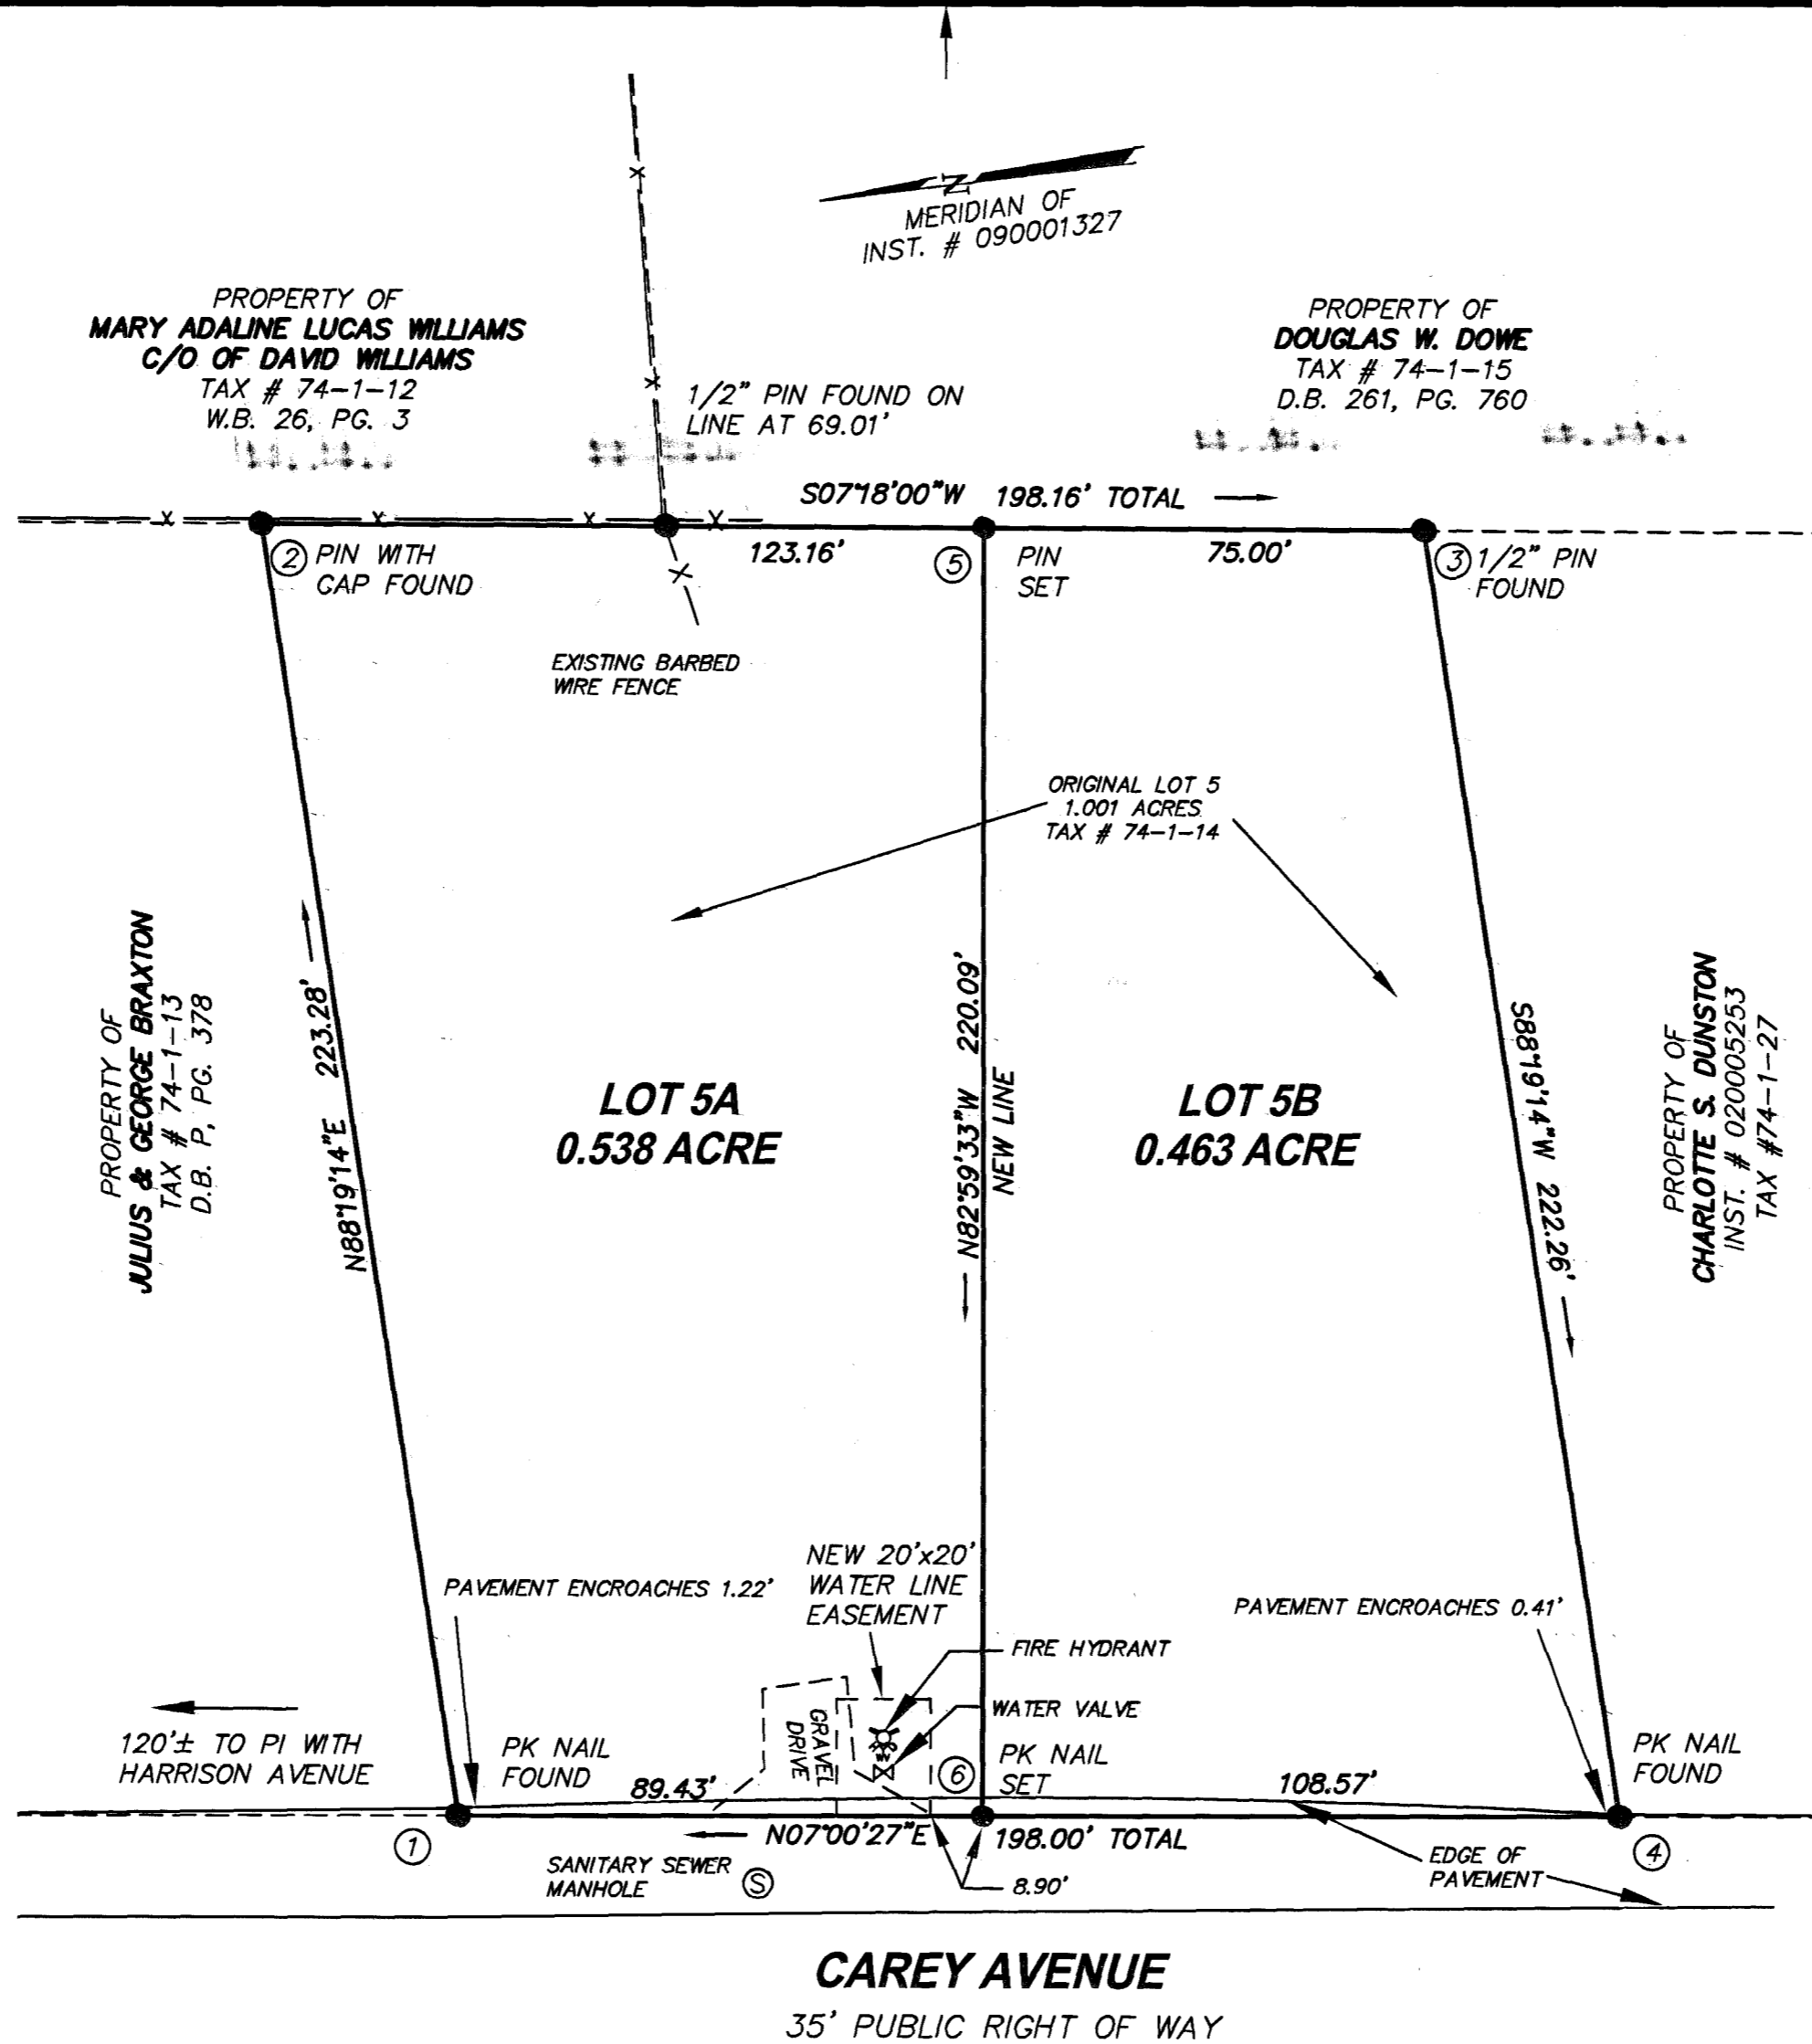 N
MERIDIAN OF
INST. # 090001327
PROPERTY OF
MARY ADALINE LUCAS WILLIAMS
C/O OF DAVID WILLIAMS
TAX # 74-1-12
W.B. 26, PG. 3
PROPERTY OF
DOUGLAS W. DOWE
TAX # 74-1-15
D.B. 261, PG. 760
1/2" PIN FOUND ON
LINE AT 69.01'
S07°18'00"W 198.16' TOTAL
2 PIN WITH
CAP FOUND
123.16'
5 PIN
SET
75.00'
3 1/2" PIN
FOUND
EXISTING BARBED
WIRE FENCE
ORIGINAL LOT 5
1.001 ACRES
TAX # 74-1-14
PROPERTY OF
JULIUS & GEORGE BRAXTON
TAX # 74-1-13
D.B. P, PG. 378
N88°19'14"E 223.28'
LOT 5A
0.538 ACRE
N82°59'33"W 220.09'
NEW LINE
LOT 5B
0.463 ACRE
S88°19'14"W 222.26'
PROPERTY OF
CHARLOTTE S. DUNSTON
INST. # 020005253
TAX #74-1-27
NEW 20'x20'
WATER LINE
EASEMENT
PAVEMENT ENCROACHES 1.22'
PAVEMENT ENCROACHES 0.41'
FIRE HYDRANT
WATER VALVE
WV
GRAVEL
DRIVE
120'± TO PI WITH
HARRISON AVENUE
PK NAIL
FOUND
89.43'
6 PK NAIL
SET
108.57'
PK NAIL
FOUND
1
N07°00'27"E 198.00' TOTAL
4
SANITARY SEWER
MANHOLE
S
8.90'
EDGE OF
PAVEMENT
CAREY AVENUE
35' PUBLIC RIGHT OF WAY